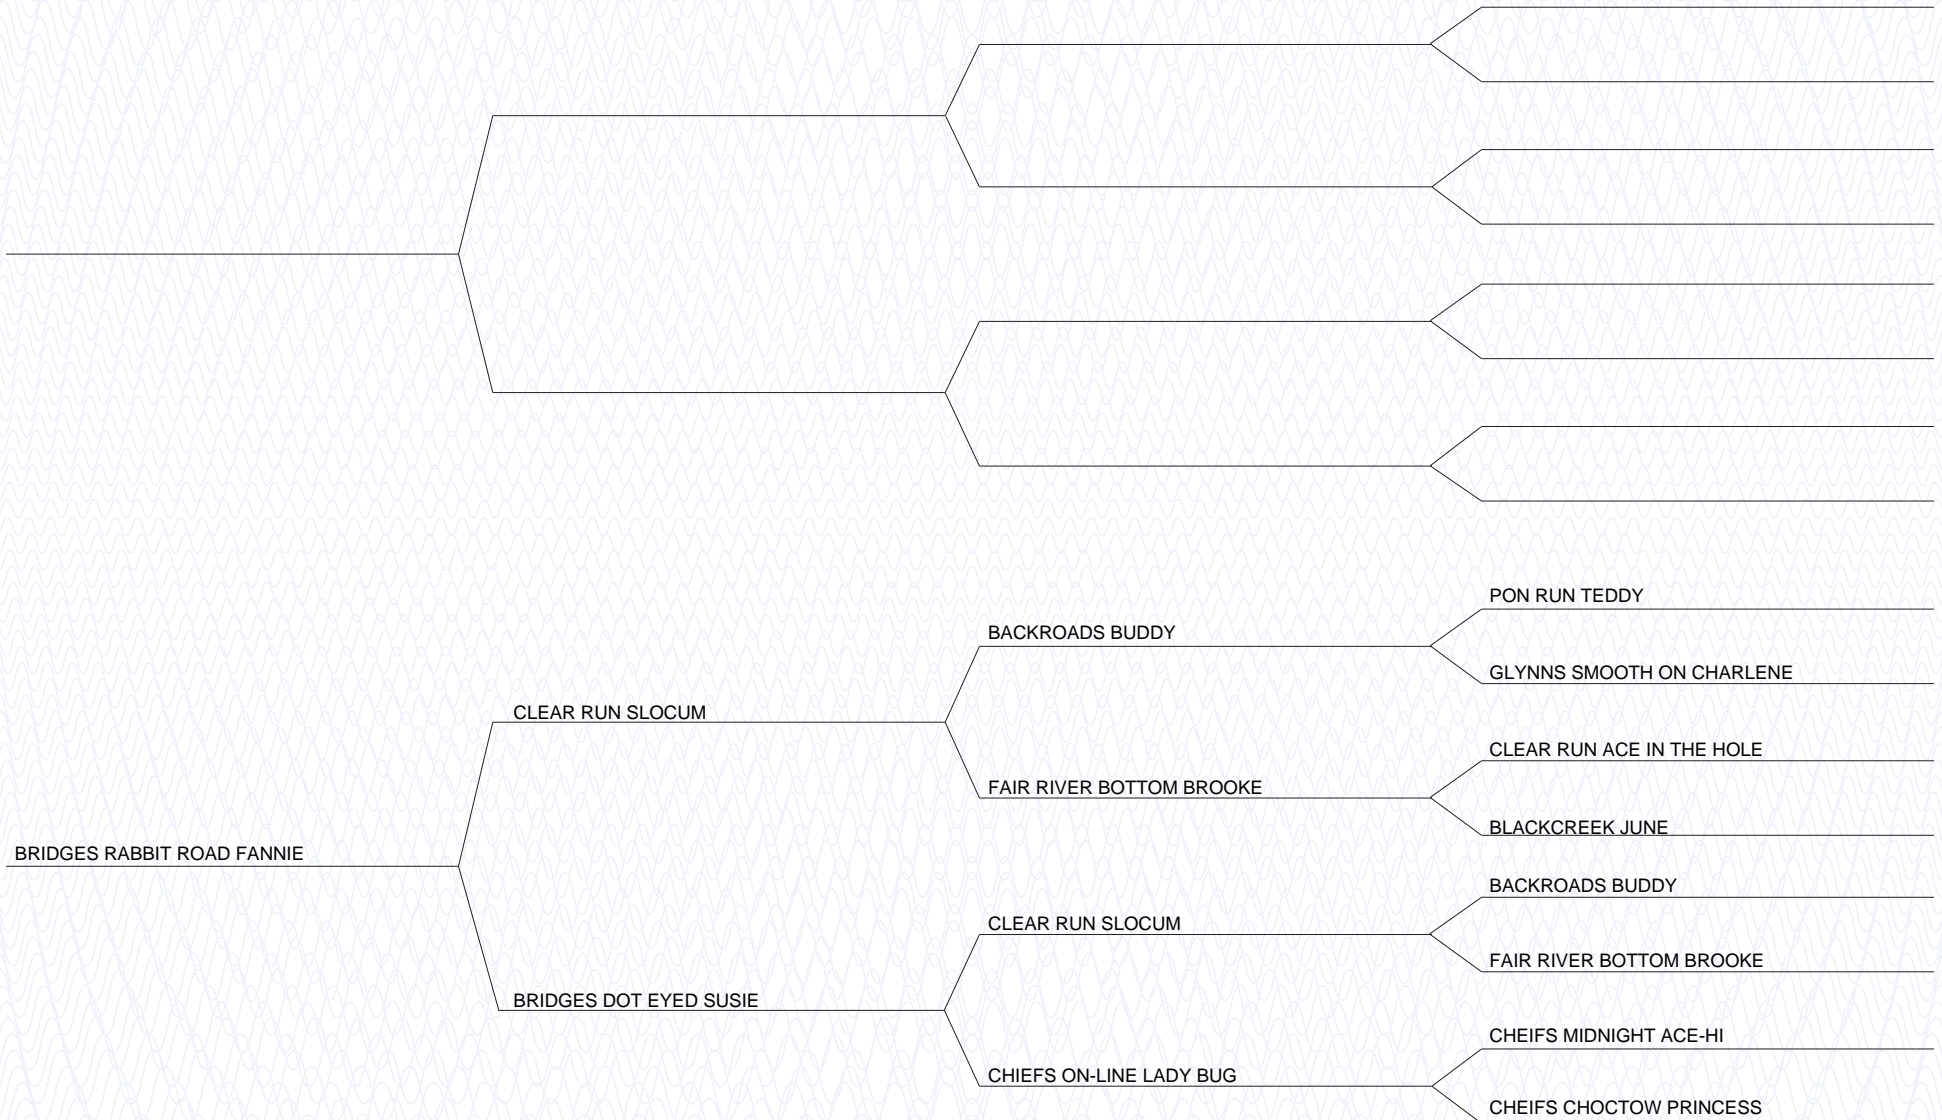 PON RUN TEDDY
BACKROADS BUDDY
GLYNNS SMOOTH ON CHARLENE
CLEAR RUN SLOCUM
CLEAR RUN ACE IN THE HOLE
FAIR RIVER BOTTOM BROOKE
BLACKCREEK JUNE
BRIDGES RABBIT ROAD FANNIE
BACKROADS BUDDY
CLEAR RUN SLOCUM
FAIR RIVER BOTTOM BROOKE
BRIDGES DOT EYED SUSIE
CHEIFS MIDNIGHT ACE-HI
CHIEFS ON-LINE LADY BUG
CHEIFS CHOCTOW PRINCESS